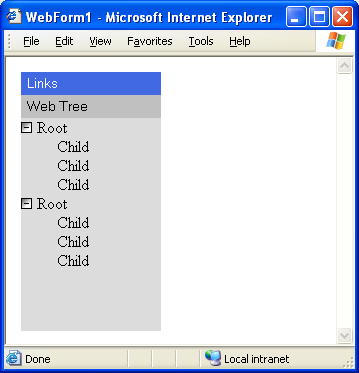 WebForm1 - Microsoft Internet Explorer
File Edit View Favorites Tools Help
Links
Web Tree
Root
Child
Child
Child
Root
Child
Child
Child
Done Local intranet